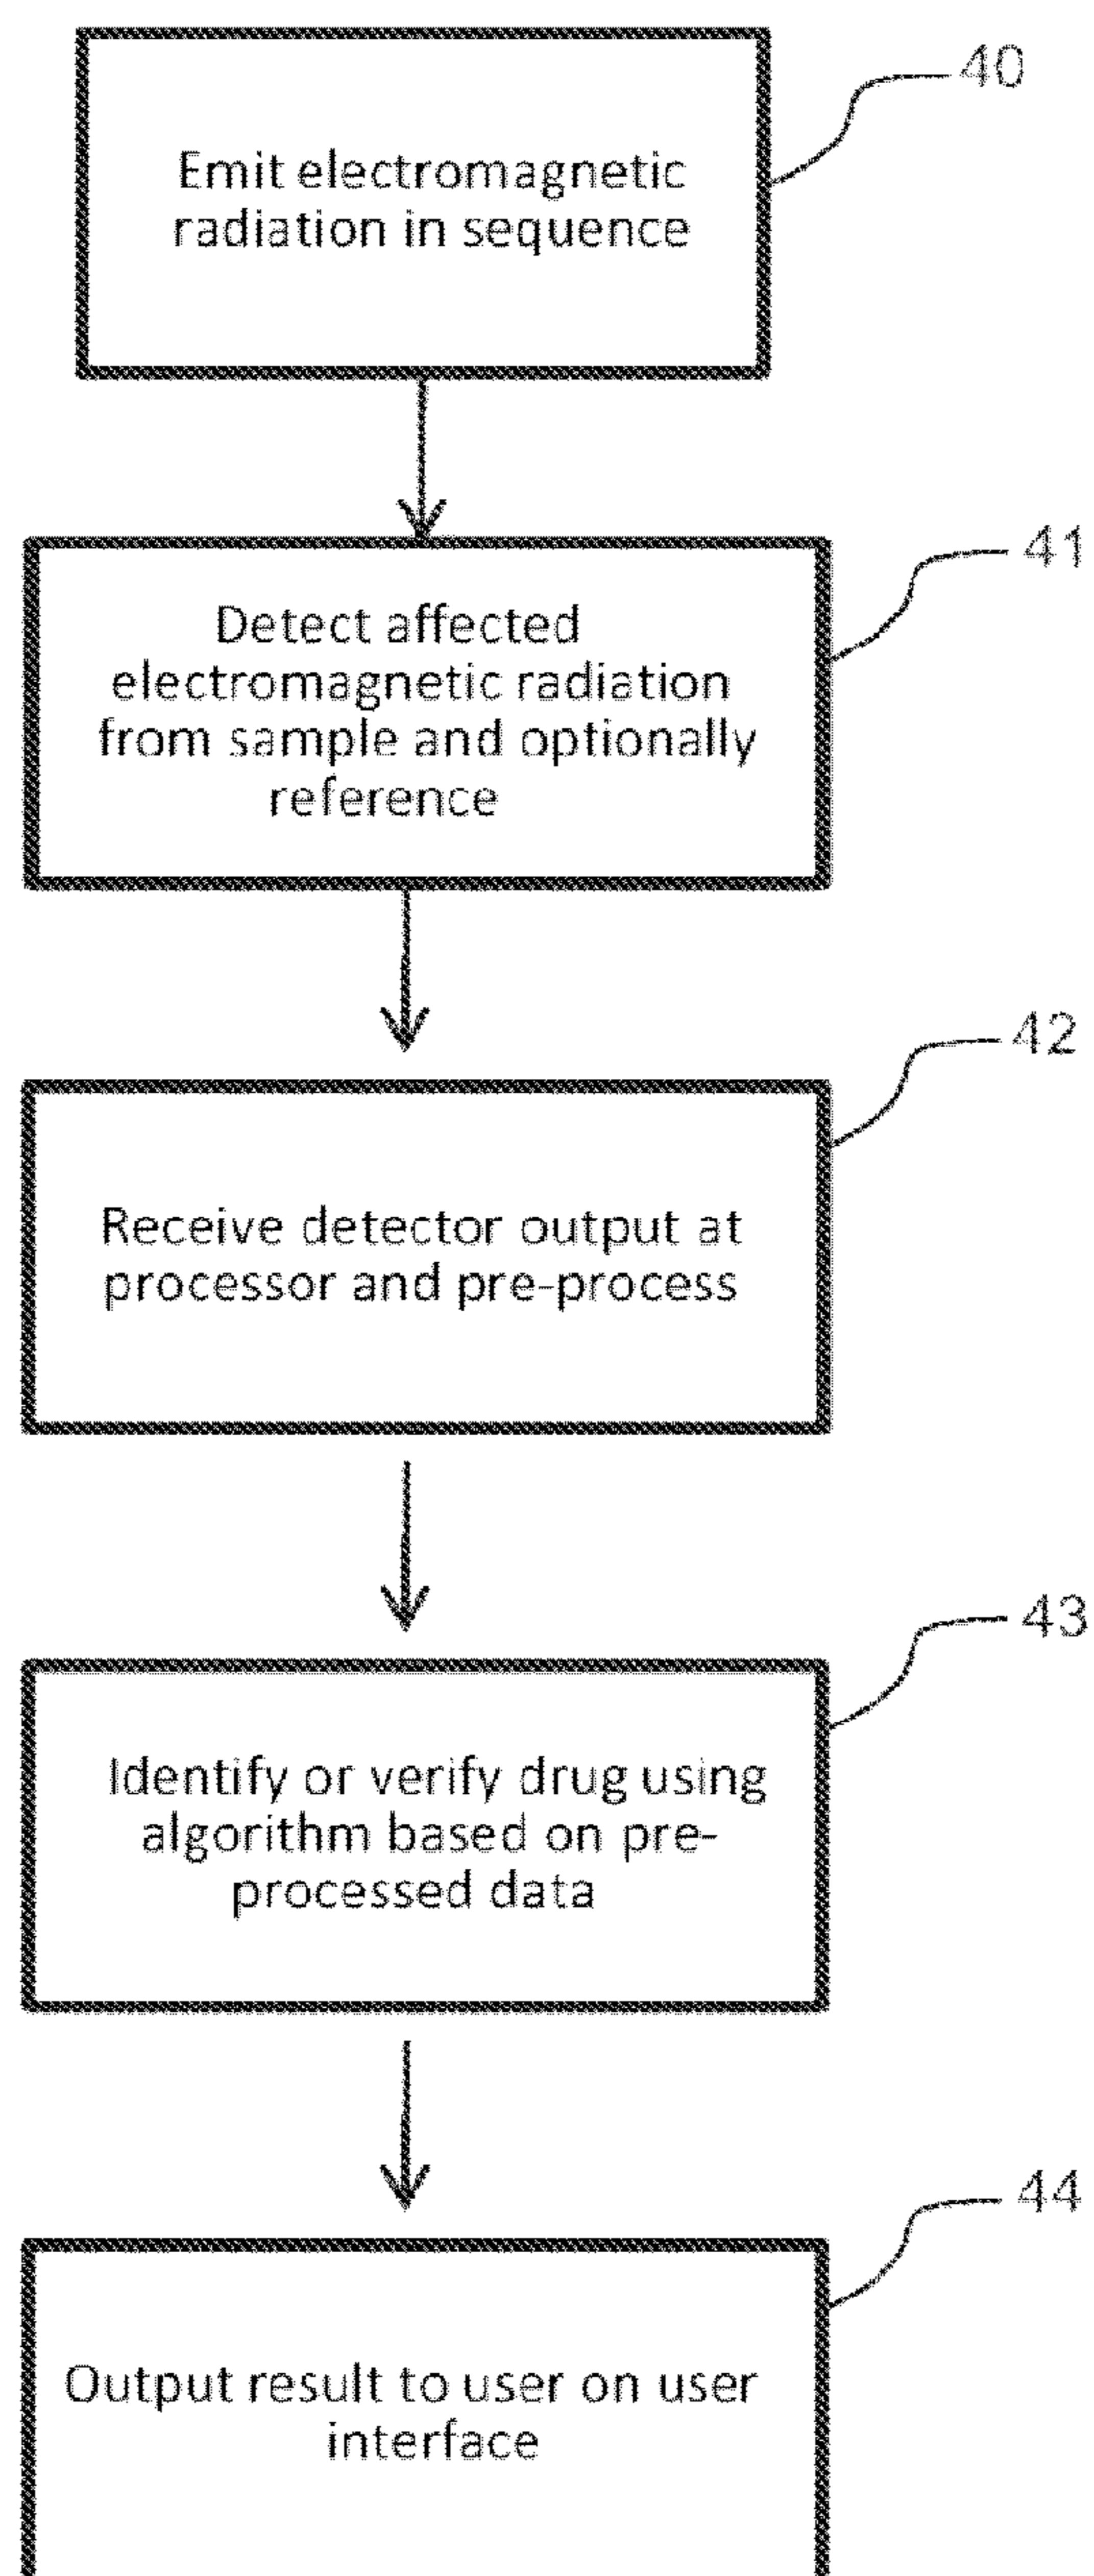 40
Emit electromagnetic
radiation in sequence
41
Detect affected
electromagnetic radiation
from sample and optionally
reference
42
Receive detector output at
processor and pre-process
43
Identify or verify drug using
algorithm based on pre-
processed data
44
Output result to user on user
interface